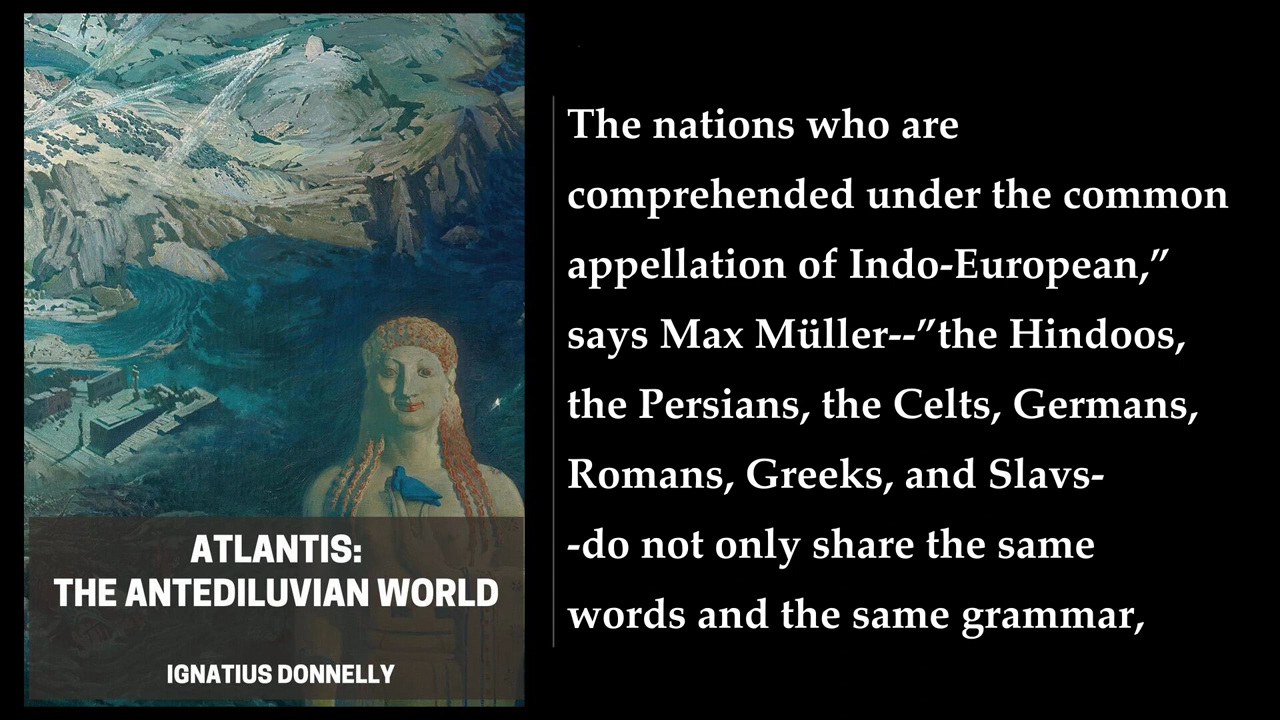 ATLANTIS:
THE ANTEDILUVIAN WORLD
IGNATIUS DONNELLY
The nations who are
comprehended under the common
appellation of Indo-European,”
says Max Müller--”the Hindoos,
the Persians, the Celts, Germans,
Romans, Greeks, and Slavs-
-do not only share the same
words and the same grammar,